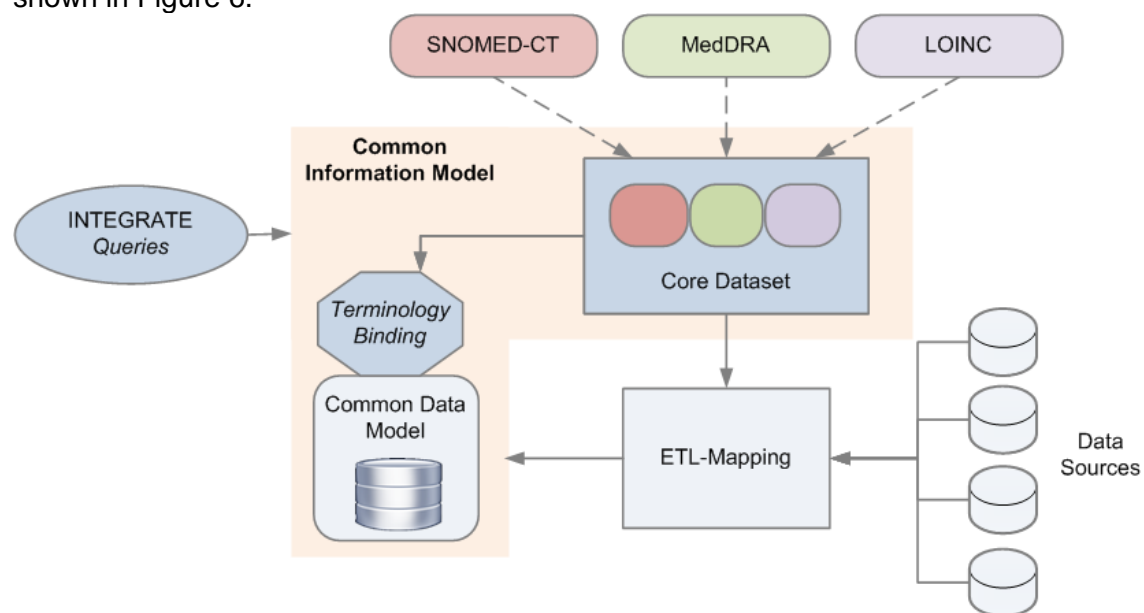 shown in Figure 6.
SNOMED-CT
MedDRA
LOINC
Common
Information Model
INTEGRATE
Queries
Core Dataset
Terminology
Binding
Common Data
Model
ETL-Mapping
Data
Sources